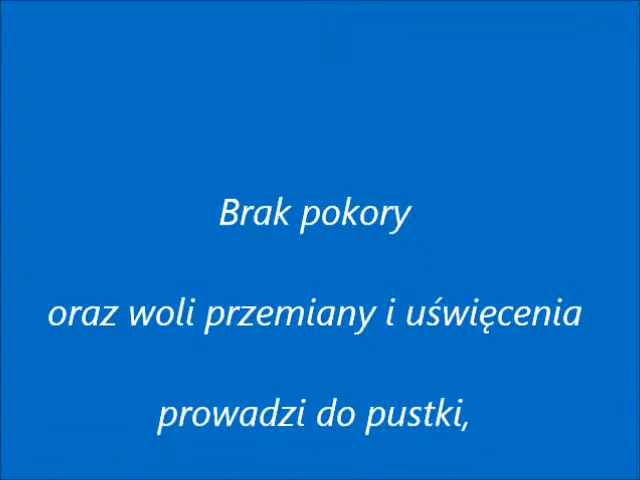 Brak pokory
oraz woli przemiany i uświęcenia
prowadzi do pustki,